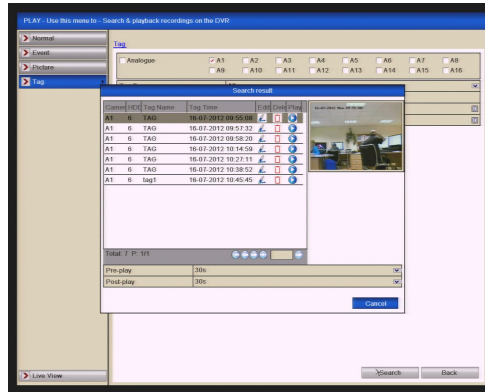 PLAY - Use this menu to - Search & playback recordings on the DVR
Normal
Event
Picture
Tag
Live View
Tag
Analogue A1 A2 A3 A4 A5 A6 A7 A8
A9 A10 A11 A12 A13 A14 A15 A16
Search result
HDD Tag Name Tag Time Edit Play
A1 6 TAG 16-07-2012 09:55:08
A1 6 TAG 16-07-2012 09:57:32
A1 6 TAG 16-07-2012 09:58:20
A1 6 TAG 16-07-2012 10:14:59
A1 6 TAG 16-07-2012 10:27:11
A1 6 TAG 16-07-2012 10:38:52
A1 6 tag1 16-07-2012 10:45:45
Total: 7 P: 1/1
Pre-play 30s
Post-play 30s
Cancel
Search Back